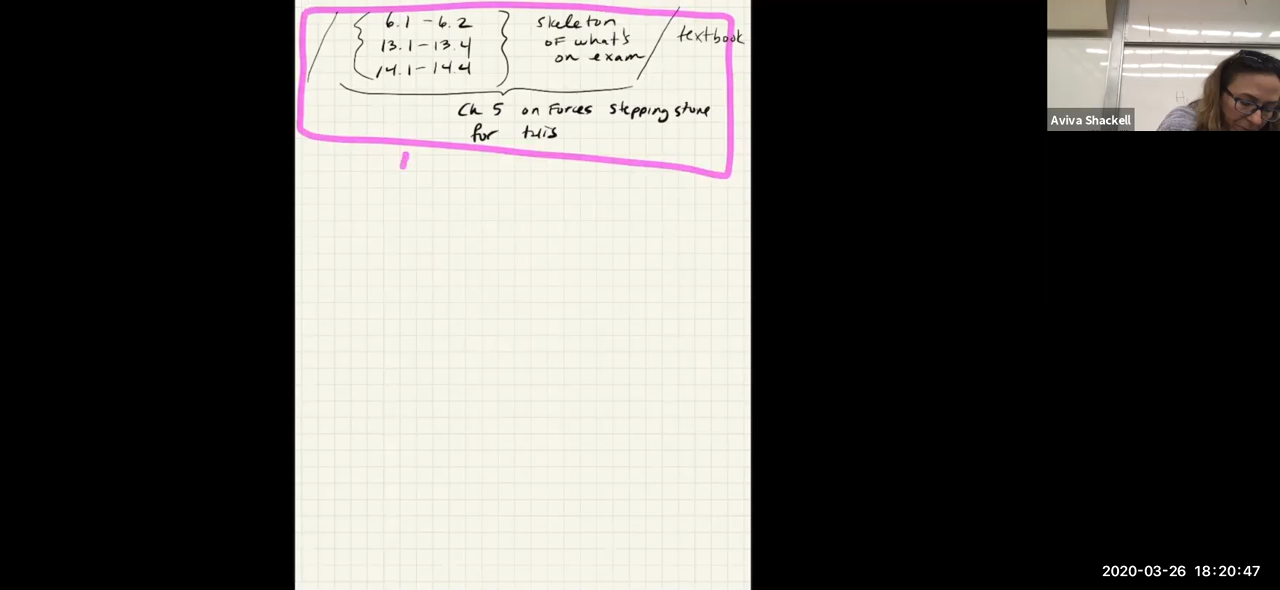 6.1 - 6.2
13.1 - 13.4
14.1 - 14.4
skeleton
of what's
on exam
textbook
Ch 5 on Forces stepping stone
for this
Aviva Shackell
2020-03-26 18:20:47